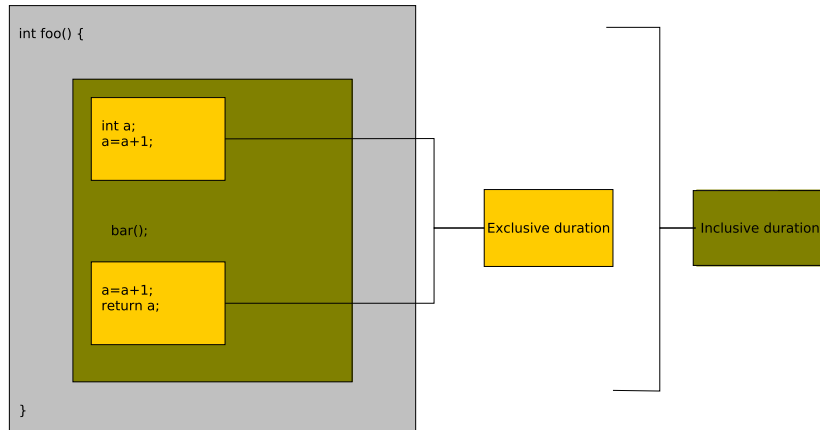 int foo() {
int a;
a=a+1;
bar();
Exclusive duration
Inclusive duration
a=a+1;
return a;
}